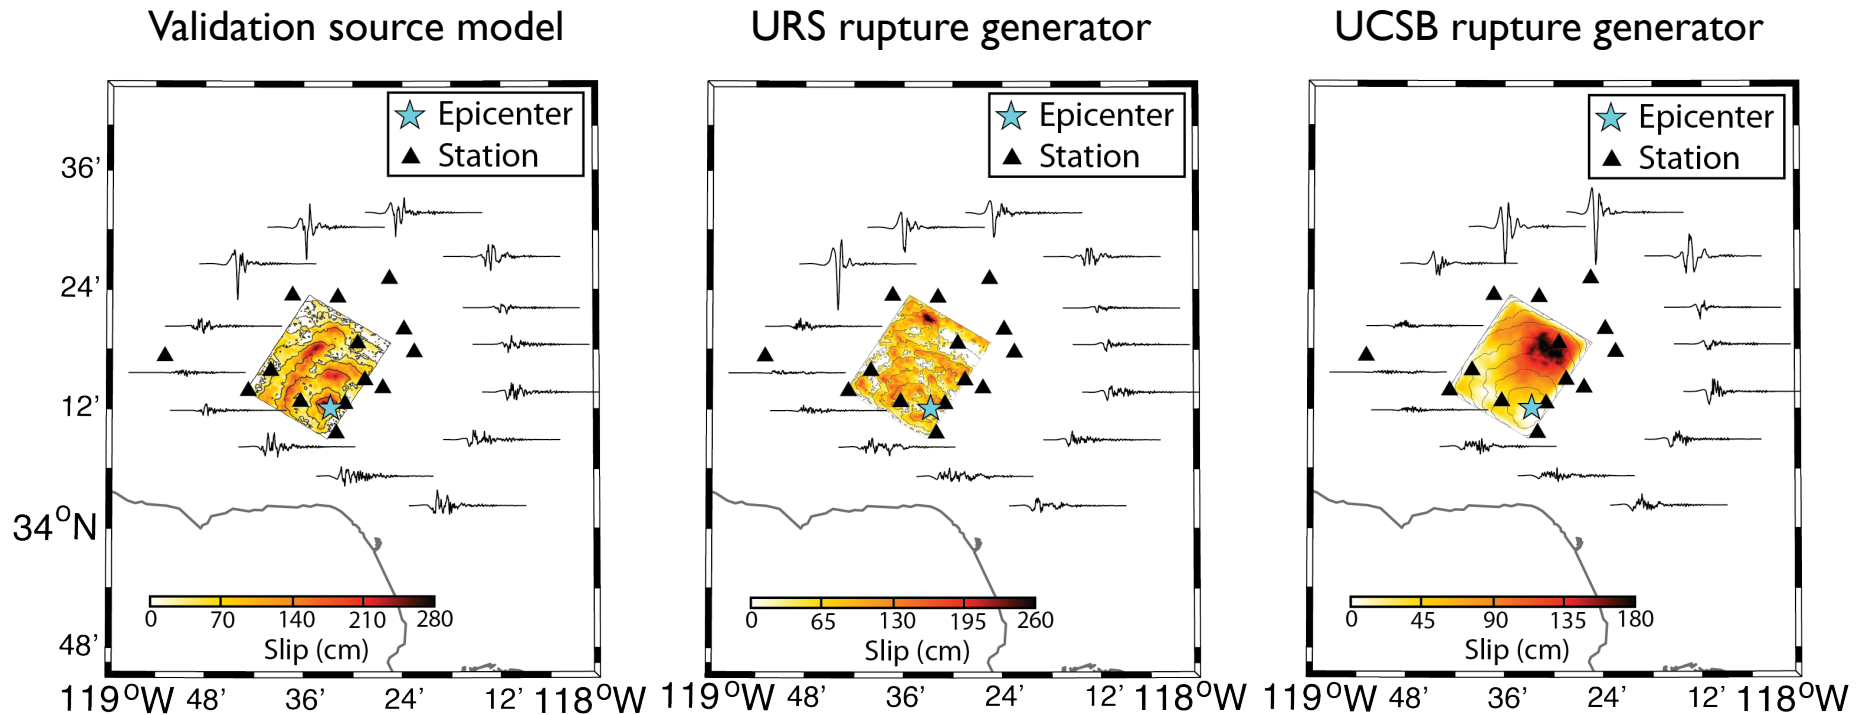 Validation source model
URS rupture generator
UCSB rupture generator
Epicenter
Station
Epicenter
Station
Epicenter
Station
36’
24’
12’
34°N
48’
0 70 140 210 280
Slip (cm)
0 65 130 195 260
Slip (cm)
0 45 90 135 180
Slip (cm)
119°W 48’ 36’ 24’ 12’ 118°W
119°W 48’ 36’ 24’ 12’ 118°W
119°W 48’ 36’ 24’ 12’ 118°W